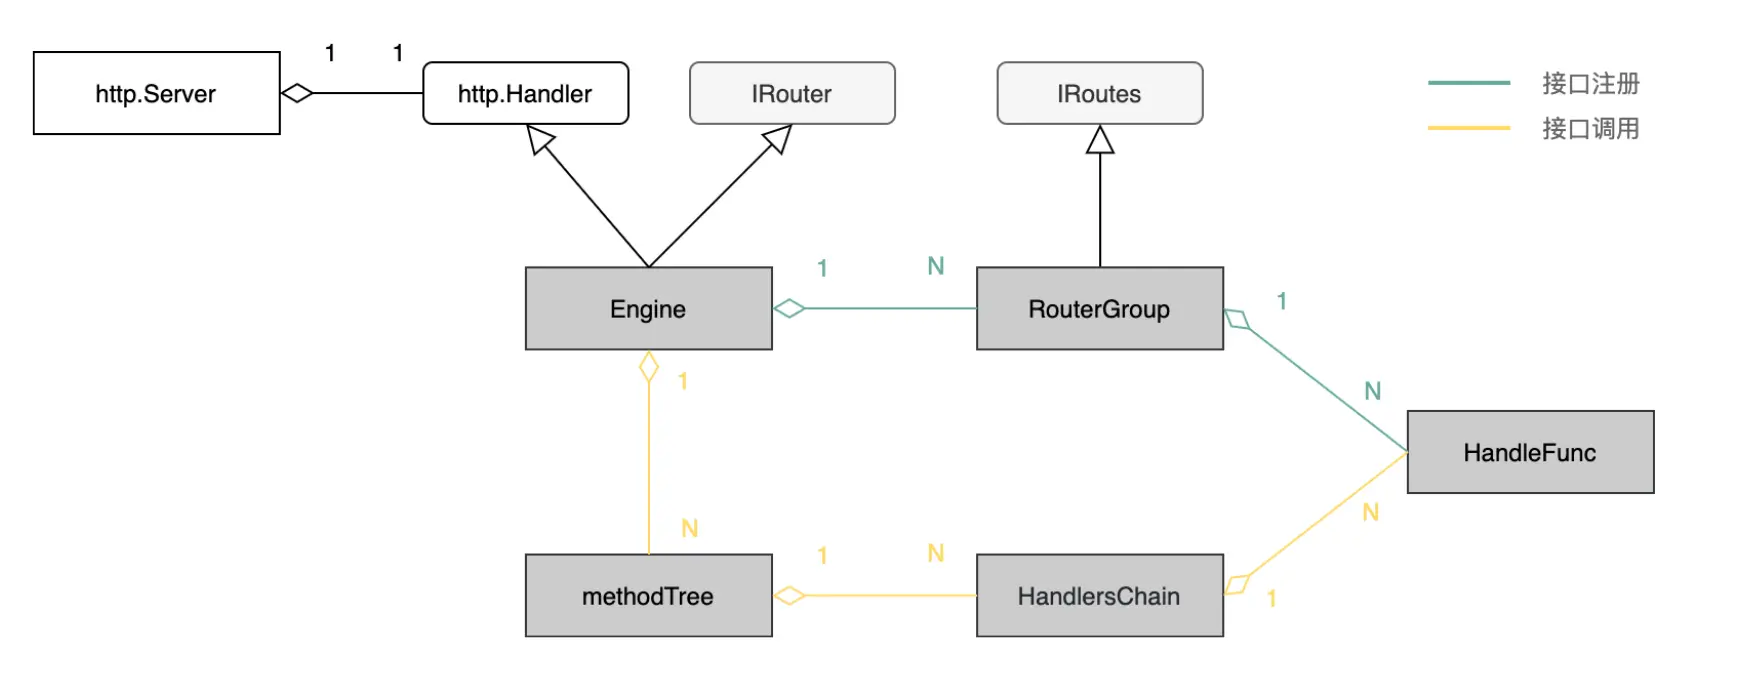 1 1
http.Server
http.Handler
IRouter
IRoutes
接口注册
接口调用
1 N
Engine
RouterGroup
1
1
N
HandleFunc
N
N
1 N
methodTree
HandlersChain
1